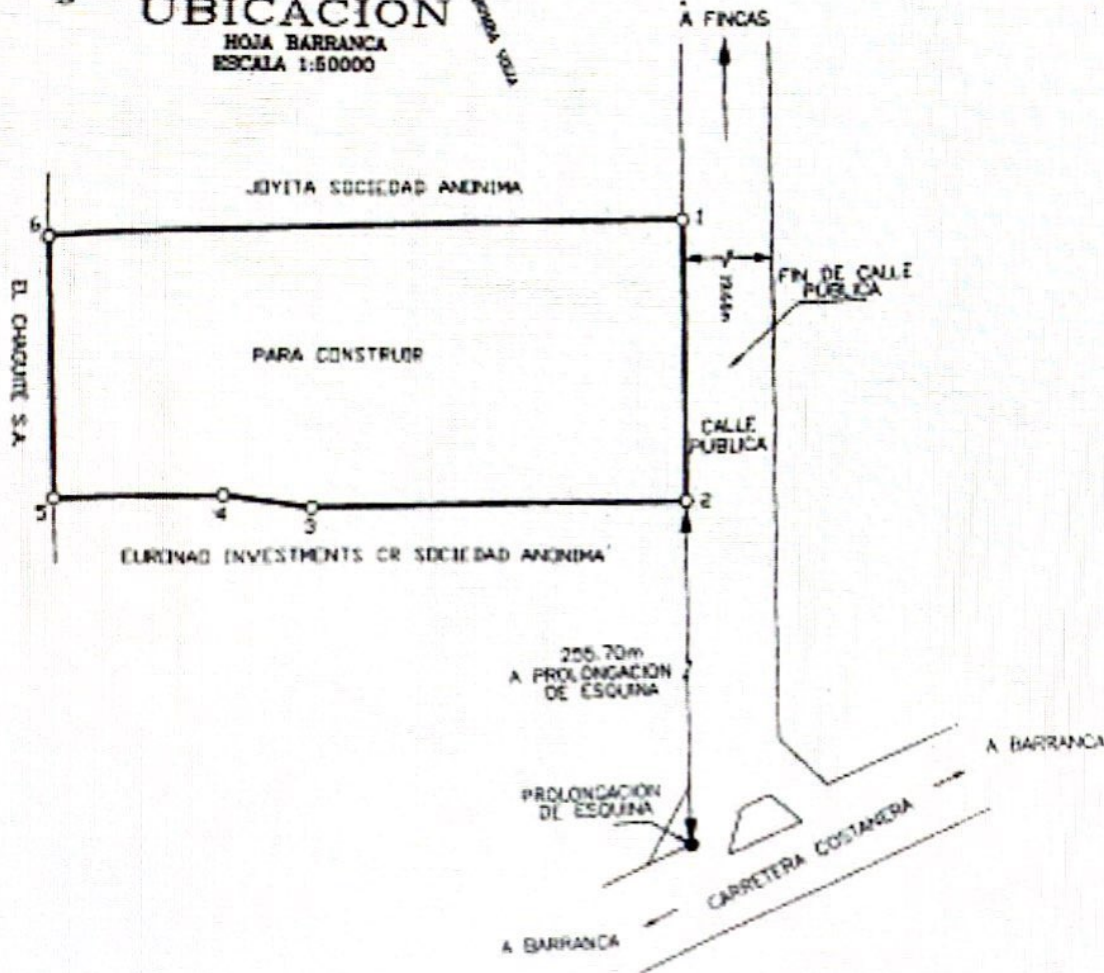 UBICACION
HOJA BARRANCA
ESCALA 1:50000
A FINCAS
JOYITA SOCIEDAD ANONIMA
6
1
FIN DE CALLE
PUBLICA
EL CHAGUITE S.A
PARA CONSTRUIR
CALLE
PUBLICA
5
4
3
2
EURONAO INVESTMENTS CR SOCIEDAD ANONIMA
256.70m
A PROLONGACION
DE ESQUINA
A BARRANCA
PROLONGACION
DE ESQUINA
CARRETERA COSTANERA
A BARRANCA